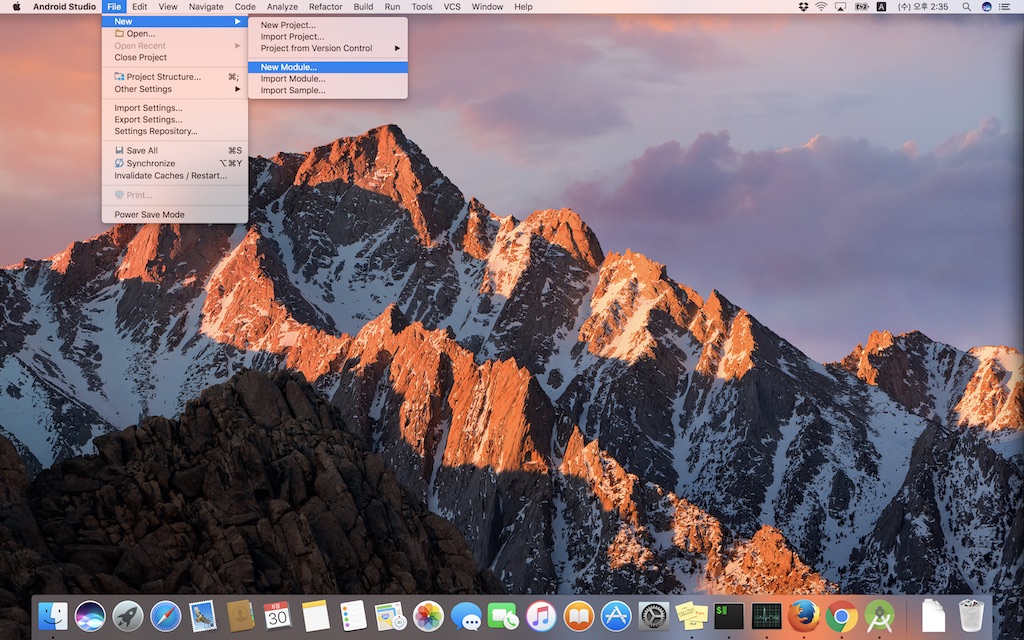 Android Studio File Edit View Navigate Code Analyze Refactor Build Run Tools VCS Window Help A (수) 오후 2:35
New
Open...
Open Recent
Close Project
Project Structure... ⌘;
Other Settings
Import Settings...
Export Settings...
Settings Repository...
Save All ⌘S
Synchronize ⌥⌘Y
Invalidate Caches / Restart...
Print...
Power Save Mode
New Project...
Import Project...
Project from Version Control
New Module...
Import Module...
Import Sample...
30
$